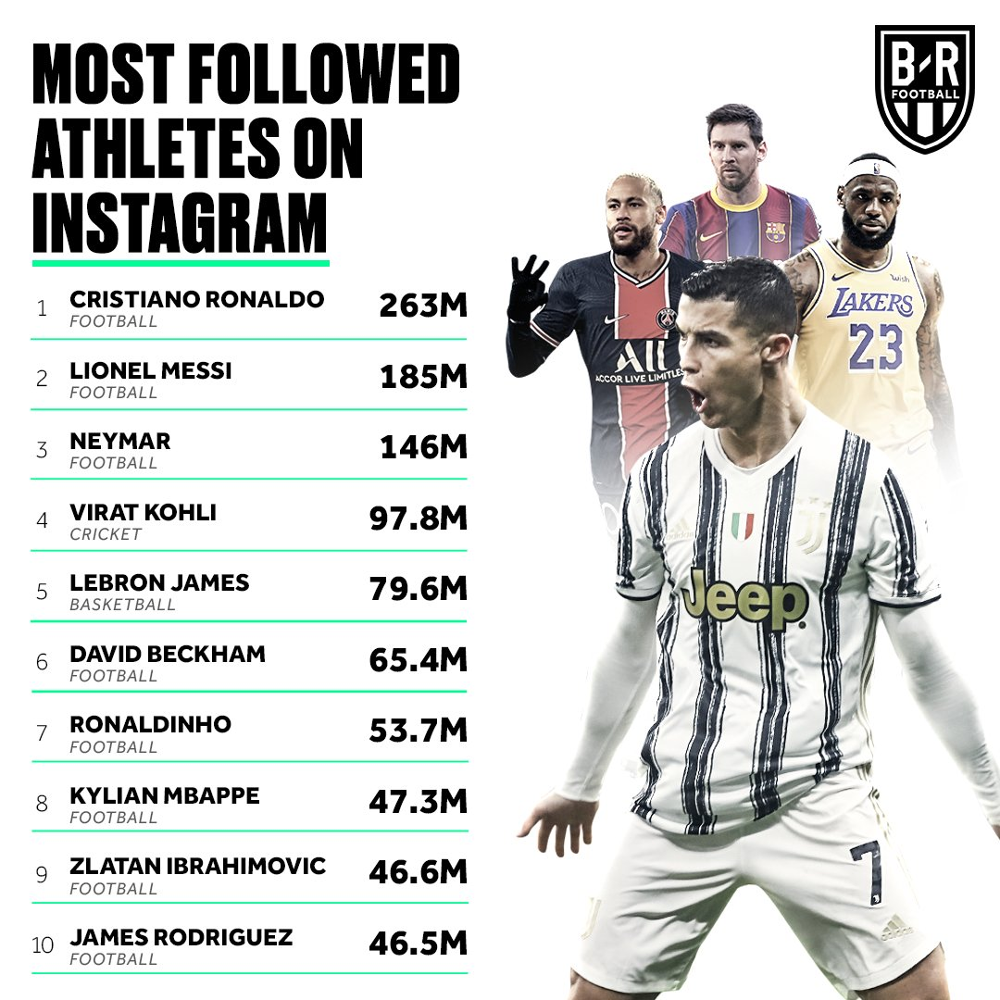 MOST FOLLOWED
ATHLETES ON
INSTAGRAM
1 CRISTIANO RONALDO 263M
FOOTBALL
2 LIONEL MESSI 185M
FOOTBALL
3 NEYMAR 146M
FOOTBALL
4 VIRAT KOHLI 97.8M
CRICKET
5 LEBRON JAMES 79.6M
BASKETBALL
6 DAVID BECKHAM 65.4M
FOOTBALL
7 RONALDINHO 53.7M
FOOTBALL
8 KYLIAN MBAPPE 47.3M
FOOTBALL
9 ZLATAN IBRAHIMOVIC 46.6M
FOOTBALL
10 JAMES RODRIGUEZ 46.5M
FOOTBALL
B-R
FOOTBALL
wish
LAKERS
23
ALL
ACCOR LIVE LIMITLESS
adidas
Jeep
7
adidas